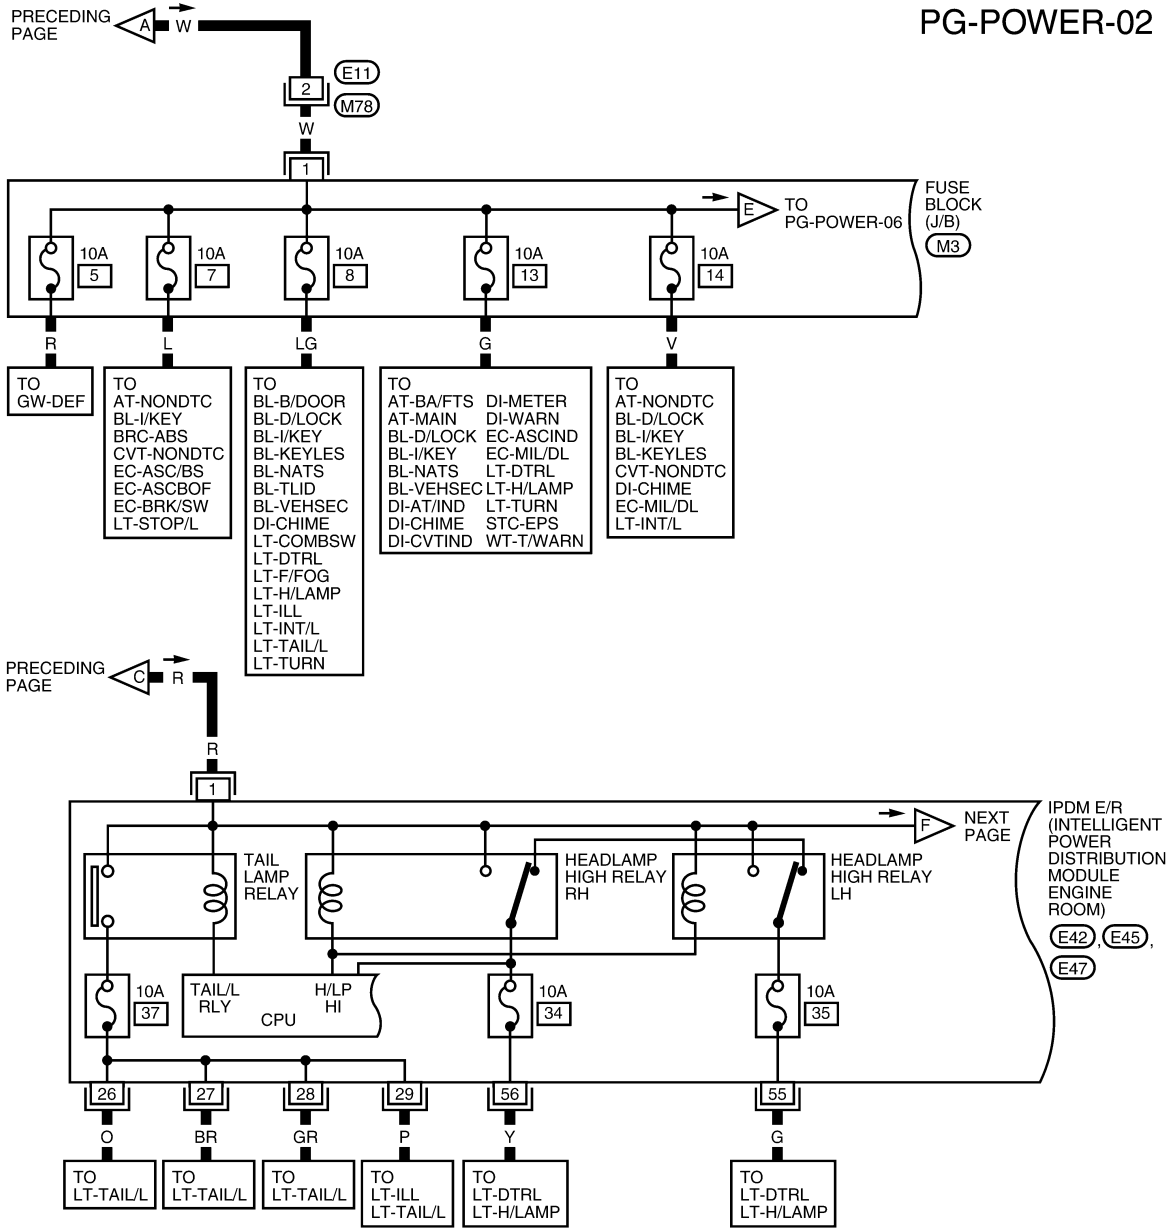 PG-POWER-02
PRECEDING
PAGE
A
W
2
E11
M78
W
1
FUSE
BLOCK
(J/B)
M3
E
TO
PG-POWER-06
10A
5
10A
7
10A
8
10A
13
10A
14
R
L
LG
G
V
TO
GW-DEF
TO
AT-NONDTC
BL-I/KEY
BRC-ABS
CVT-NONDTC
EC-ASC/BS
EC-ASCBOF
EC-BRK/SW
LT-STOP/L
TO
BL-B/DOOR
BL-D/LOCK
BL-I/KEY
BL-KEYLES
BL-NATS
BL-TLID
BL-VEHSEC
DI-CHIME
LT-COMBSW
LT-DTRL
LT-F/FOG
LT-H/LAMP
LT-ILL
LT-INT/L
LT-TAIL/L
LT-TURN
TO
AT-BA/FTS DI-METER
AT-MAIN DI-WARN
BL-D/LOCK EC-ASCIND
BL-I/KEY EC-MIL/DL
BL-NATS LT-DTRL
BL-VEHSEC LT-H/LAMP
DI-AT/IND LT-TURN
DI-CHIME STC-EPS
DI-CVTIND WT-T/WARN
TO
AT-NONDTC
BL-D/LOCK
BL-I/KEY
BL-KEYLES
CVT-NONDTC
DI-CHIME
EC-MIL/DL
LT-INT/L
PRECEDING
PAGE
C
R
R
1
F
NEXT
PAGE
IPDM E/R
(INTELLIGENT
POWER
DISTRIBUTION
MODULE
ENGINE
ROOM)
E42 , E45 ,
E47
TAIL
LAMP
RELAY
HEADLAMP
HIGH RELAY
RH
HEADLAMP
HIGH RELAY
LH
10A
37
TAIL/L
RLY
H/LP
HI
CPU
10A
34
10A
35
26
27
28
29
56
55
O
BR
GR
P
Y
G
TO
LT-TAIL/L
TO
LT-TAIL/L
TO
LT-TAIL/L
TO
LT-ILL
LT-TAIL/L
TO
LT-DTRL
LT-H/LAMP
TO
LT-DTRL
LT-H/LAMP